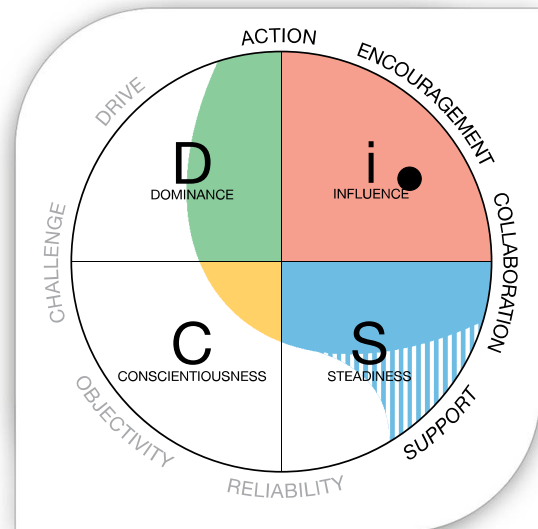 ACTION
ENCOURAGEMENT
DRIVE
D
DOMINANCE
i
INFLUENCE
CHALLENGE
COLLABORATION
C
CONSCIENTIOUSNESS
S
STEADINESS
OBJECTIVITY
SUPPORT
RELIABILITY